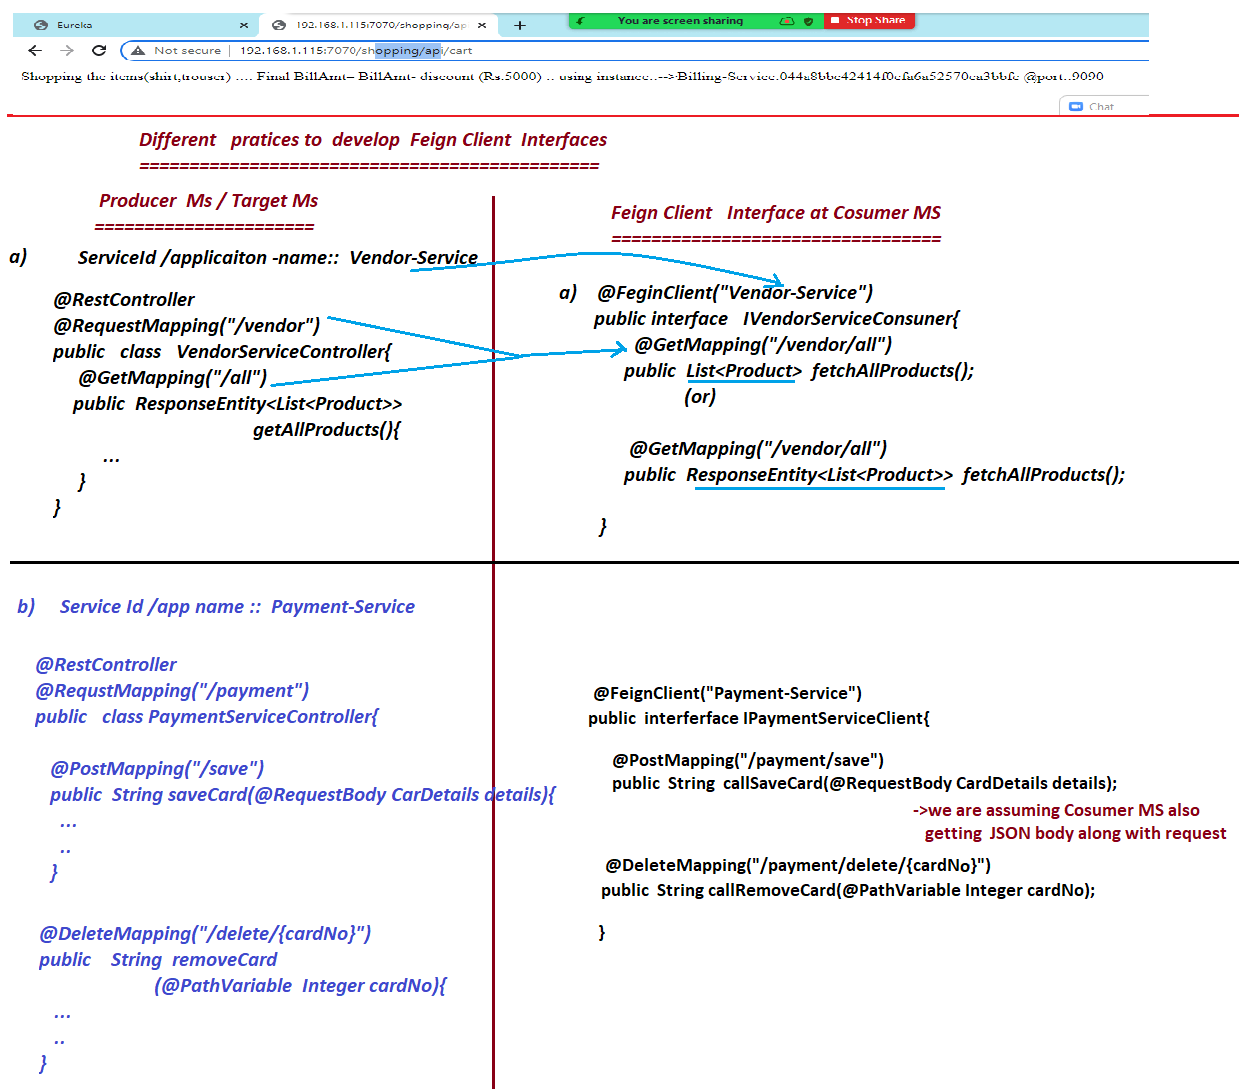 Eureka
192.168.1.115:7070/shopping/ap
You are screen sharing
Stop Share
Not secure | 192.168.1.115:7070/shopping/api/cart
Shopping the items(shirt,trouser) .... Final BillAmt= BillAmt- discount (Rs.5000) .. using instance..-->Billing-Service:044a8bbc42414f0cfa6a52570ca3bbfc @port..9090
Chat
Different pratices to develop Feign Client Interfaces
==============================================
Producer Ms / Target Ms
======================
a) ServiceId /applicaiton -name:: Vendor-Service
@RestController
@RequestMapping("/vendor")
public class VendorServiceController{
@GetMapping("/all")
public ResponseEntity<List<Product>>
getAllProducts(){
...
}
}
Feign Client Interface at Cosumer MS
=================================
a) @FeginClient("Vendor-Service")
public interface IVendorServiceConsuner{
@GetMapping("/vendor/all")
public List<Product> fetchAllProducts();
(or)
@GetMapping("/vendor/all")
public ResponseEntity<List<Product>> fetchAllProducts();
}
b) Service Id /app name :: Payment-Service
@RestController
@RequstMapping("/payment")
public class PaymentServiceController{
@PostMapping("/save")
public String saveCard(@RequestBody CarDetails details){
...
..
}
@DeleteMapping("/delete/{cardNo}")
public String removeCard
(@PathVariable Integer cardNo){
...
..
}
@FeignClient("Payment-Service")
public interferface IPaymentServiceClient{
@PostMapping("/payment/save")
public String callSaveCard(@RequestBody CardDetails details);
->we are assuming Cosumer MS also
getting JSON body along with request
@DeleteMapping("/payment/delete/{cardNo}")
public String callRemoveCard(@PathVariable Integer cardNo);
}